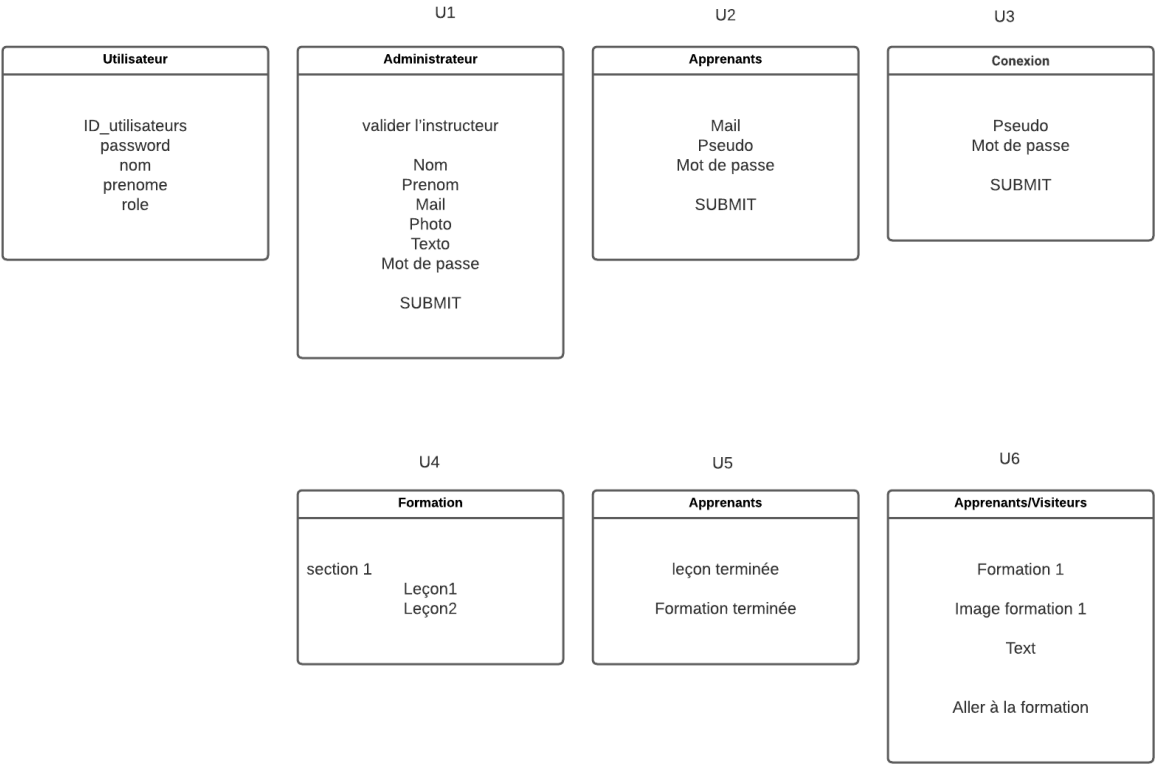 U1
U2
U3
Utilisateur
ID_utilisateurs
password
nom
prenome
role
Administrateur
valider l'instructeur
Nom
Prenom
Mail
Photo
Texto
Mot de passe
SUBMIT
Apprenants
Mail
Pseudo
Mot de passe
SUBMIT
Conexion
Pseudo
Mot de passe
SUBMIT
U4
U5
U6
Formation
section 1
Leçon1
Leçon2
Apprenants
leçon terminée
Formation terminée
Apprenants/Visiteurs
Formation 1
Image formation 1
Text
Aller à la formation